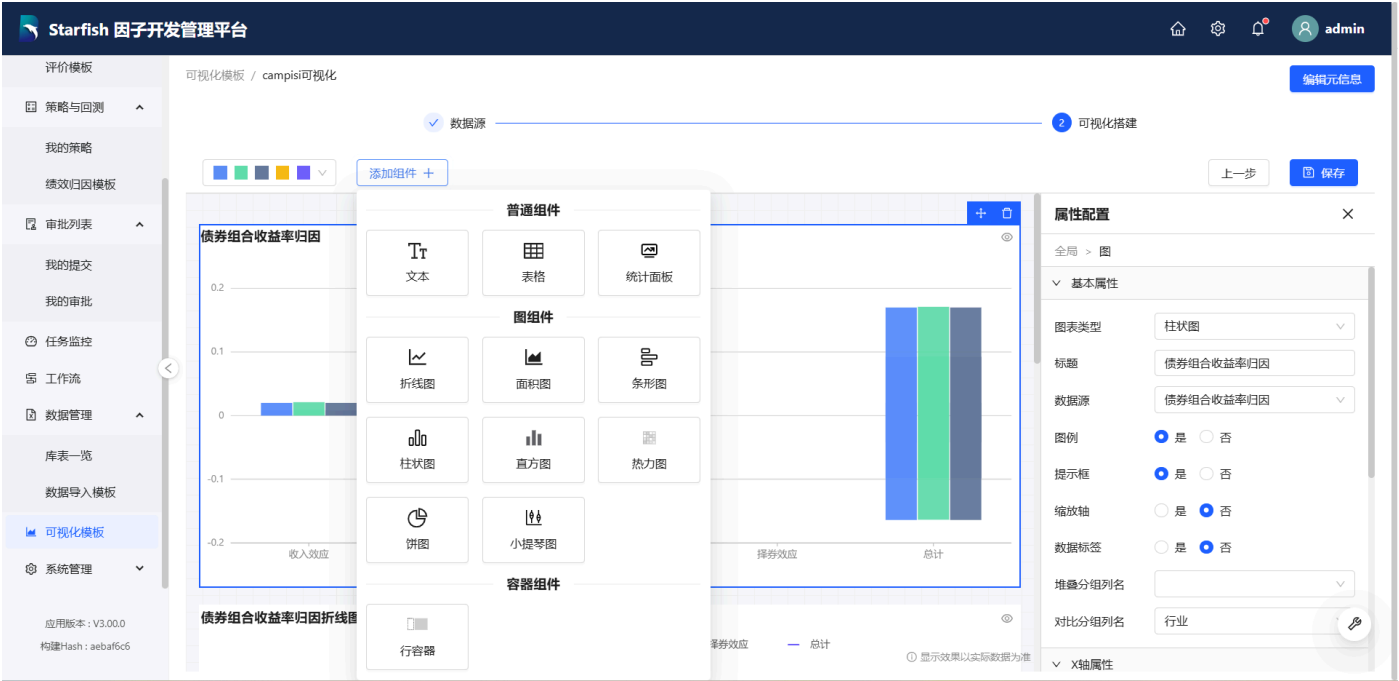 Starfish 因子开发管理平台
admin
评价模板
策略与回测
我的策略
绩效归因模板
审批列表
我的提交
我的审批
任务监控
工作流
数据管理
库表一览
数据导入模板
可视化模板
系统管理
应用版本 : V3.00.0
构建Hash : aebaf6c6
可视化模板 / campisi可视化
编辑元信息
数据源
2 可视化搭建
添加组件
上一步
保存
债券组合收益率归因
0.2
0.1
0
-0.1
-0.2
收入效应
择券效应
总计
普通组件
文本
表格
统计面板
图组件
折线图
面积图
条形图
柱状图
直方图
热力图
饼图
小提琴图
容器组件
行容器
债券组合收益率归因折线图
择券效应
总计
显示效果以实际数据为准
属性配置
全局 > 图
基本属性
图表类型 柱状图
标题 债券组合收益率归因
数据源 债券组合收益率归因
图例 是 否
提示框 是 否
缩放轴 是 否
数据标签 是 否
堆叠分组列名
对比分组列名 行业
X轴属性